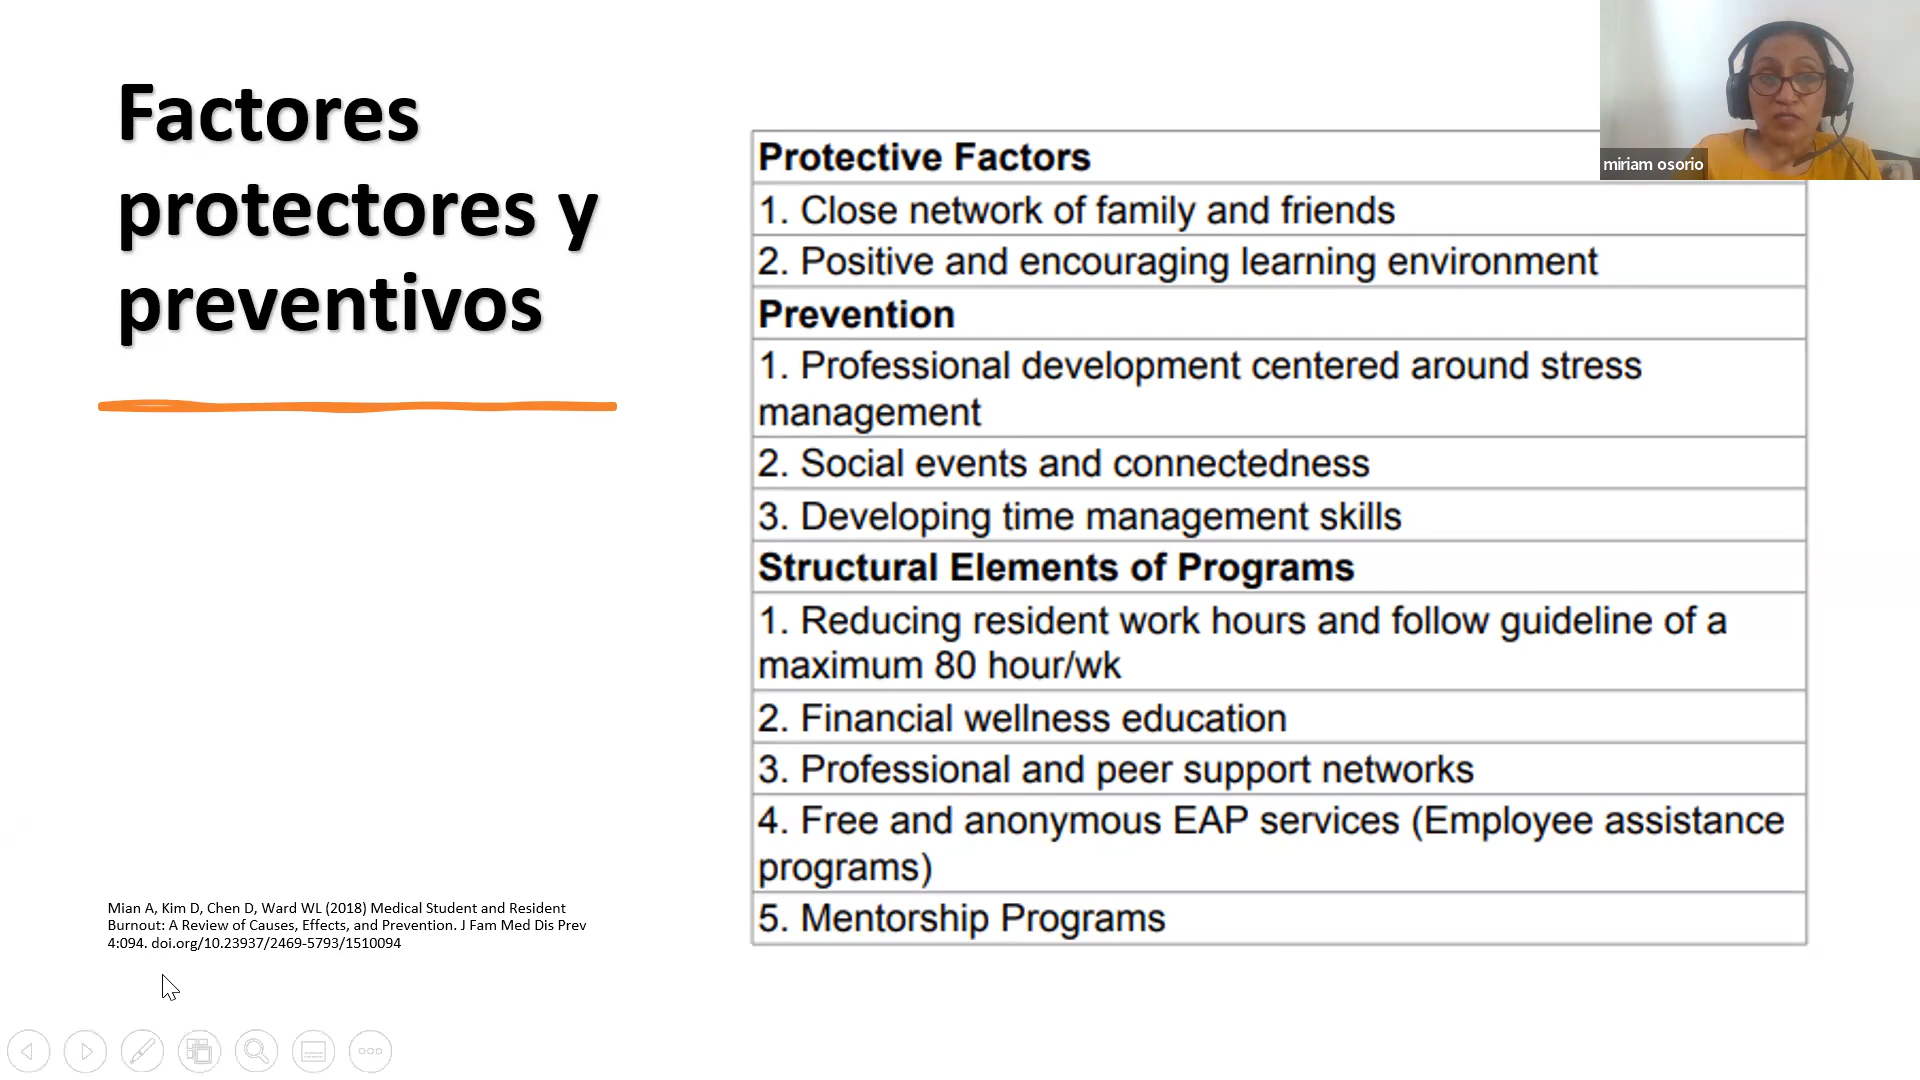 Factores
protectores y
preventivos
Protective Factors
1. Close network of family and friends
2. Positive and encouraging learning environment
Prevention
1. Professional development centered around stress
management
2. Social events and connectedness
3. Developing time management skills
Structural Elements of Programs
1. Reducing resident work hours and follow guideline of a
maximum 80 hour/wk
2. Financial wellness education
3. Professional and peer support networks
4. Free and anonymous EAP services (Employee assistance
programs)
5. Mentorship Programs
Mian A, Kim D, Chen D, Ward WL (2018) Medical Student and Resident
Burnout: A Review of Causes, Effects, and Prevention. J Fam Med Dis Prev
4:094. doi.org/10.23937/2469-5793/1510094
miriam osorio